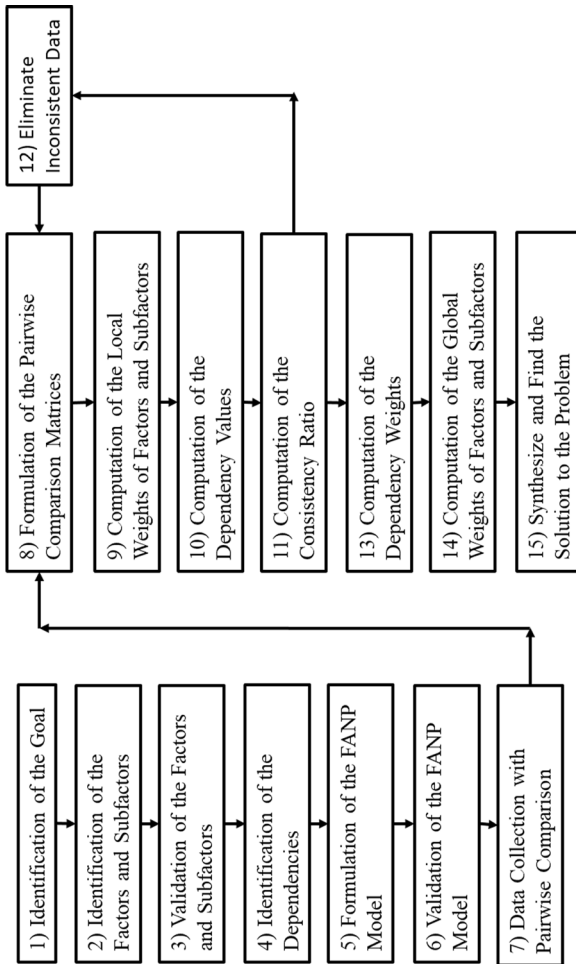 1) Identification of the Goal
2) Identification of the
Factors and Subfactors
3) Validation of the Factors
and Subfactors
4) Identification of the
Dependencies
5) Formulation of the FANP
Model
6) Validation of the FANP
Model
7) Data Collection with
Pairwise Comparison
8) Formulation of the Pairwise
Comparison Matrices
9) Computation of the Local
Weights of Factors and Subfactors
10) Computation of the
Dependency Values
11) Computation of the
Consistency Ratio
12) Eliminate
Inconsistent Data
13) Computation of the
Dependency Weights
14) Computation of the Global
Weights of Factors and Subfactors
15) Synthesize and Find the
Solution to the Problem